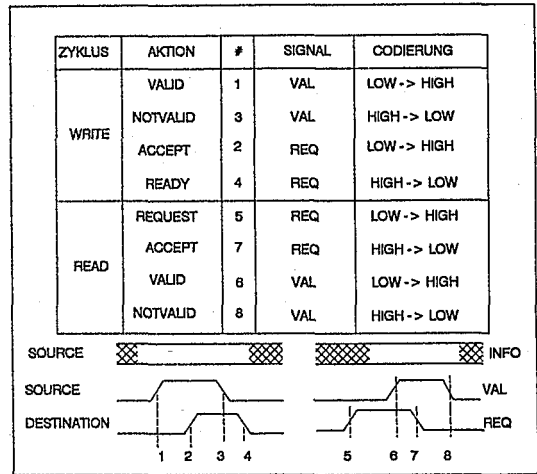 ZYKLUS AKTION # SIGNAL CODIERUNG
WRITE
VALID 1 VAL LOW -> HIGH
NOTVALID 3 VAL HIGH -> LOW
ACCEPT 2 REQ LOW -> HIGH
READY 4 REQ HIGH -> LOW
READ
REQUEST 5 REQ LOW -> HIGH
ACCEPT 7 REQ HIGH -> LOW
VALID 6 VAL LOW -> HIGH
NOTVALID 8 VAL HIGH -> LOW
SOURCE INFO
SOURCE VAL
DESTINATION REQ
1 2 3 4 5 6 7 8